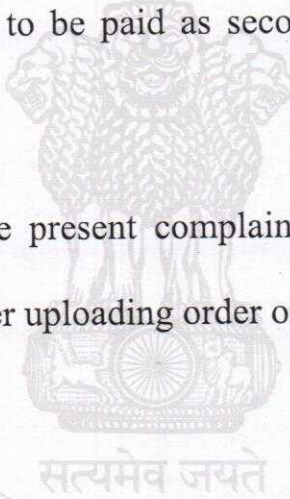 to be paid as seco
e present complain
er uploading order o
सत्यमेव जयते